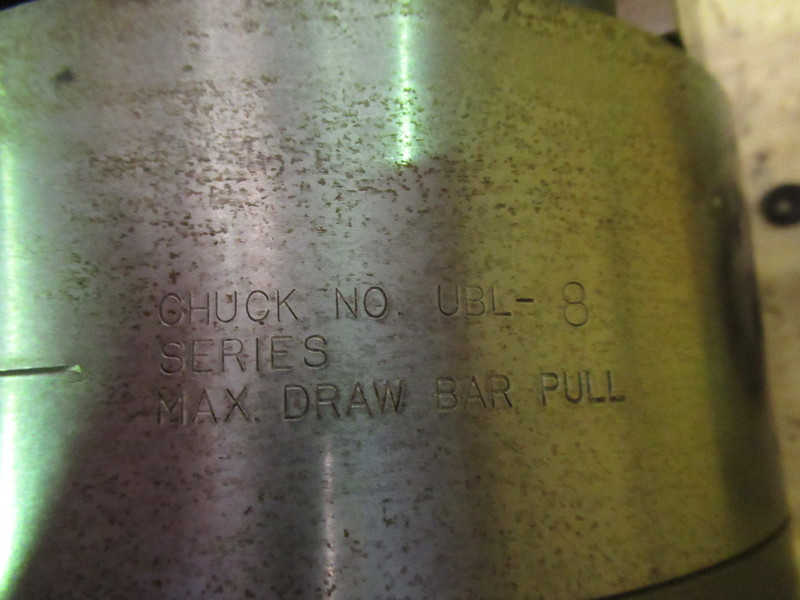 CHUCK NO. UBL- 8
SERIES
MAX. DRAW BAR PULL